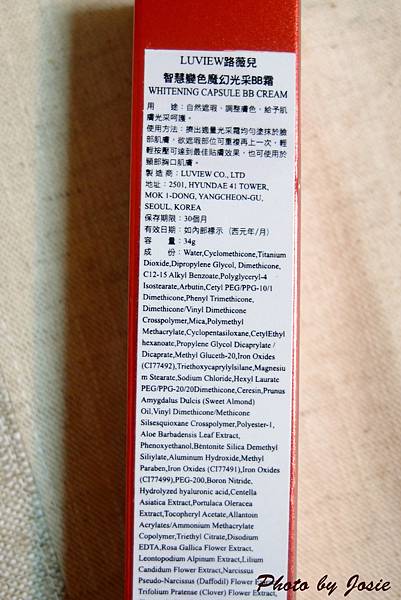 LUVIEW路薇兒
智慧變色魔幻光采BB霜
WHITENING CAPSULE BB CREAM
用　　途:自然遮瑕、調整膚色、給予肌
膚光采呵護。
使用方法:擠出適量光采霜均勻塗抹於臉
部肌膚，欲遮瑕部位可重複再上一次，輕
輕按壓可達到最佳貼膚效果，也可使用於
頸部胸口肌膚。
製 造 商:LUVIEW CO., LTD
地址:2501, HYUNDAE 41 TOWER,
MOK 1-DONG, YANGCHEON-GU,
SEOUL, KOREA
保存期限:30個月
有效日期:如內部標示 (西元年/月)
容　　量:34g
成　　份:Water,Cyclomethicone,Titanium
Dioxide,Dipropylene Glycol, Dimethicone,
C12-15 Alkyl Benzoate,Polyglyceryl-4
Isostearate,Arbutin,Cetyl PEG/PPG-10/1
Dimethicone,Phenyl Trimethicone,
Dimethicone/Vinyl Dimethicone
Crosspolymer,Mica,Polymethyl
Methacrylate,Cyclopentasiloxane,CetylEthyl
hexanoate,Propylene Glycol Dicaprylate /
Dicaprate,Methyl Gluceth-20,Iron Oxides
(CI77492),Triethoxycaprylylsilane,Magnesiu
m Stearate,Sodium Chloride,Hexyl Laurate
PEG/PPG-20/20Dimethicone,Ceresin,Prunus
Amygdalus Dulcis (Sweet Almond)
Oil,Vinyl Dimethicone/Methicone
Silsesquioxane Crosspolymer,Polyester-1,
Aloe Barbadensis Leaf Extract,
Phenoxyethanol,Bentonite Silica Demethyl
Silylate,Aluminum Hydroxide,Methyl
Paraben,Iron Oxides (CI77491),Iron Oxides
(CI77499),PEG-200,Boron Nitride,
Hydrolyzed hyaluronic acid,Centella
Asiatica Extract,Portulaca Oleracea
Extract,Tocopheryl Acetate,Allantoin
Acrylates/Ammonium Methacrylate
Copolymer,Triethyl Citrate,Disodium
EDTA,Rosa Gallica Flower Extract,
Leontopodium Alpinum Extract, Lilium
Candidum Flower Extract, Narcissus
Pseudo-Narcissus (Daffodil) Flower
Trifolium Pratense (Clover) Flower Extract,
Photo by Josie